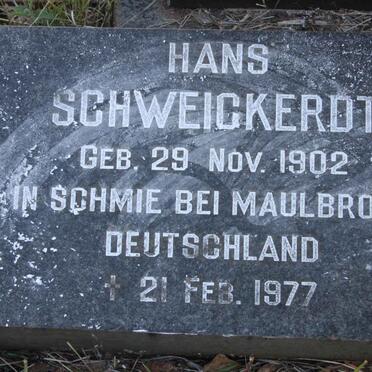 HANS
SCHWEICKERDT
GEB. 29 NOV. 1902
IN SCHMIE BEI MAULBRO
DEUTSCHLAND
† 21 FEB. 1977